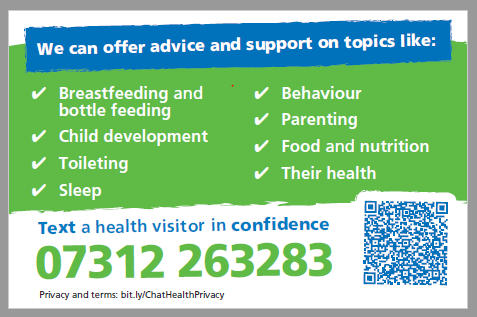 We can offer advice and support on topics like:
✔ Breastfeeding and
bottle feeding
✔ Child development
✔ Toileting
✔ Sleep
✔ Behaviour
✔ Parenting
✔ Food and nutrition
✔ Their health
Text a health visitor in confidence
07312 263283
Privacy and terms: bit.ly/ChatHealthPrivacy